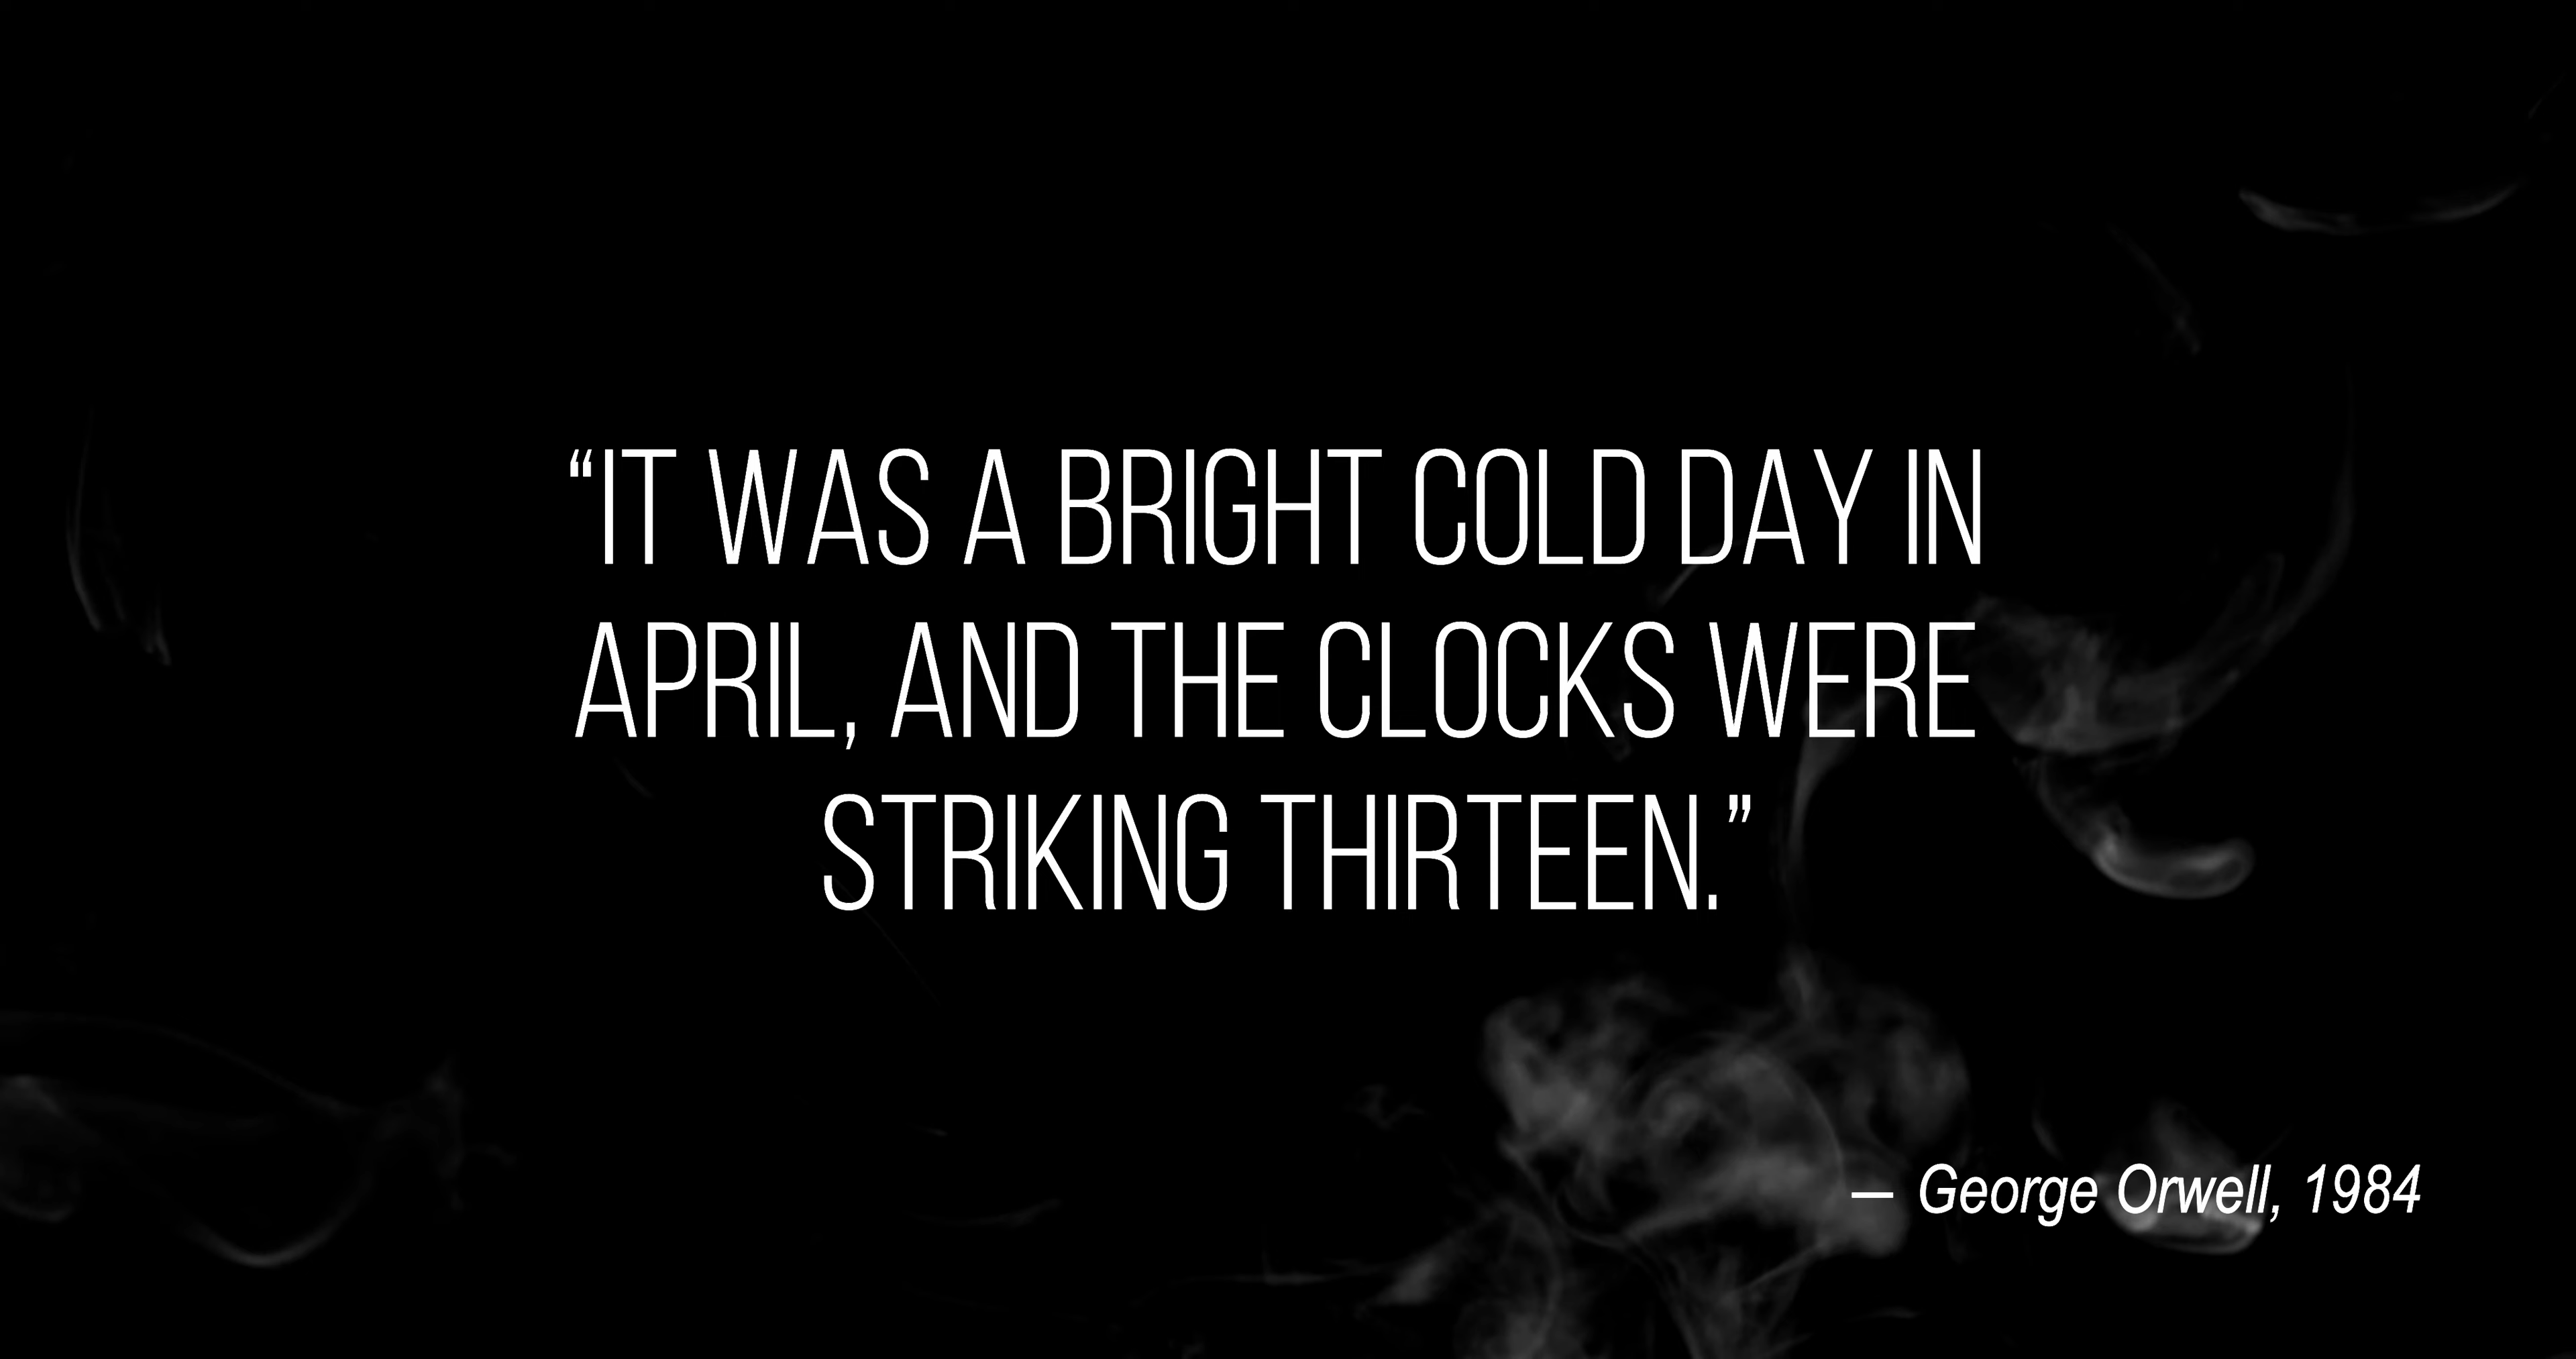 “IT WAS A BRIGHT COLD DAY IN
APRIL, AND THE CLOCKS WERE
STRIKING THIRTEEN.”
– George Orwell, 1984